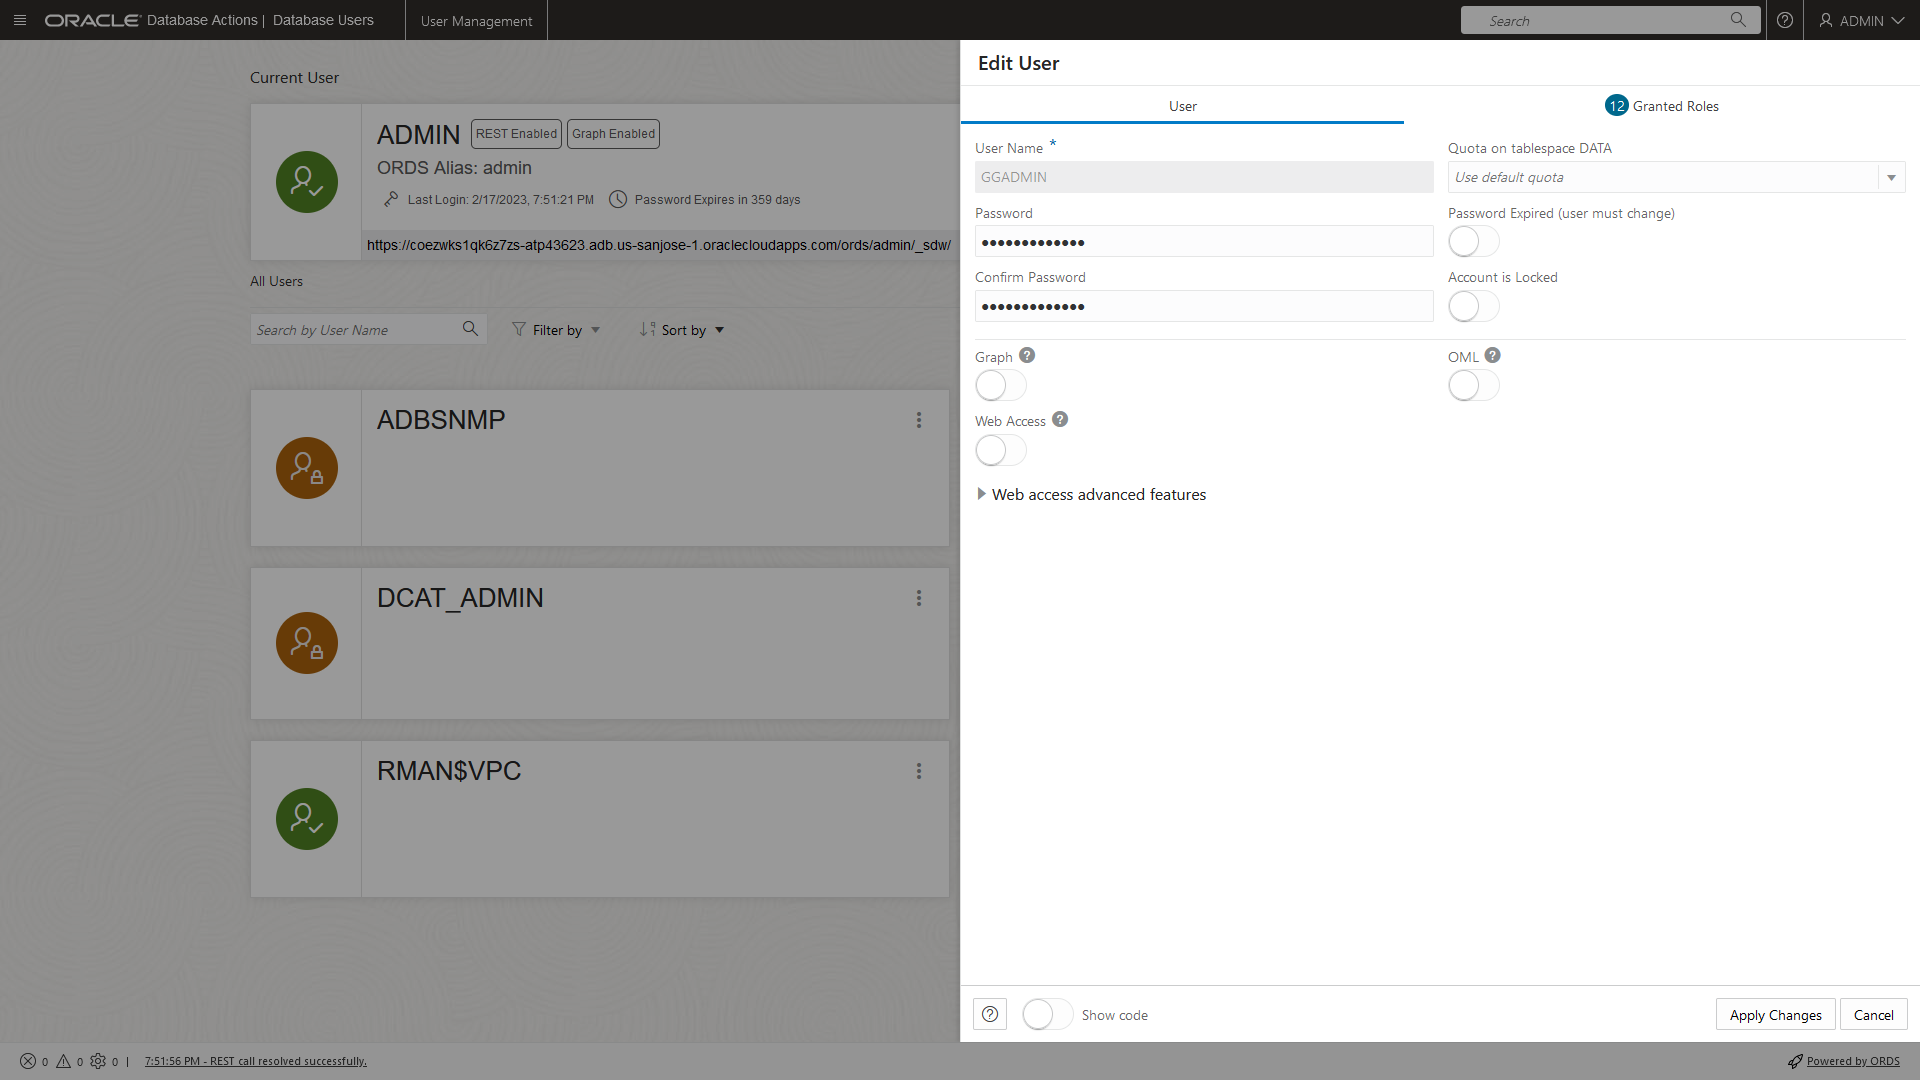 ORACLE Database Actions | Database Users
User Management
Search
ADMIN
Current User
ADMIN
REST Enabled
Graph Enabled
ORDS Alias: admin
Last Login: 2/17/2023, 7:51:21 PM
Password Expires in 359 days
https://coezwks1qk6z7zs-atp43623.adb.us-sanjose-1.oraclecloudapps.com/ords/admin/_sdw/
All Users
Search by User Name
Filter by
Sort by
ADBSNMP
DCAT_ADMIN
RMAN$VPC
Edit User
User
12 Granted Roles
User Name *
GGADMIN
Quota on tablespace DATA
Use default quota
Password
•••••••••••••
Password Expired (user must change)
Confirm Password
•••••••••••••
Account is Locked
Graph ?
OML ?
Web Access ?
Web access advanced features
?
Show code
Apply Changes
Cancel
0 0 0 | 7:51:56 PM - REST call resolved successfully.
Powered by ORDS